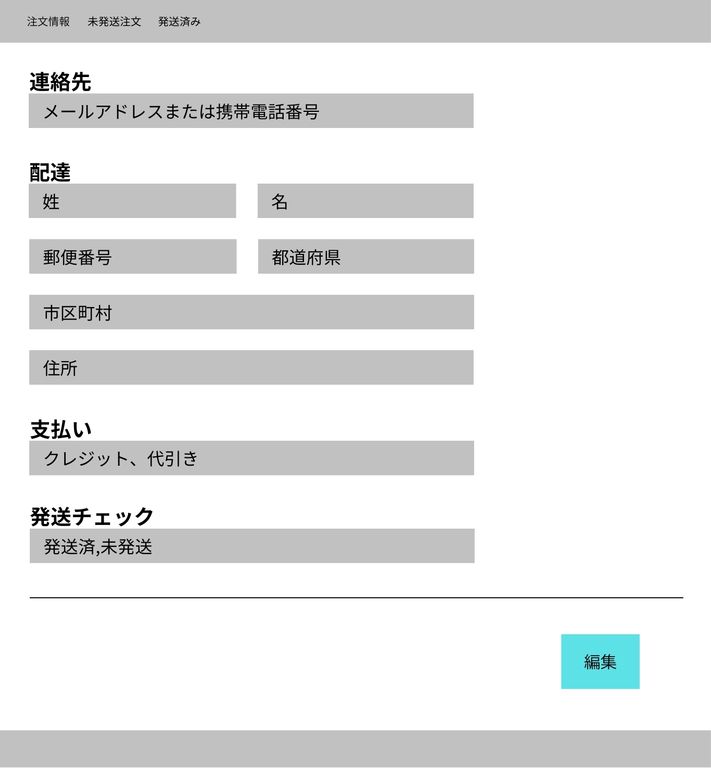 注文情報 未発送注文 発送済み
連絡先
メールアドレスまたは携帯電話番号
配達
姓 名
郵便番号 都道府県
市区町村
住所
支払い
クレジット、代引き
発送チェック
発送済,未発送
編集